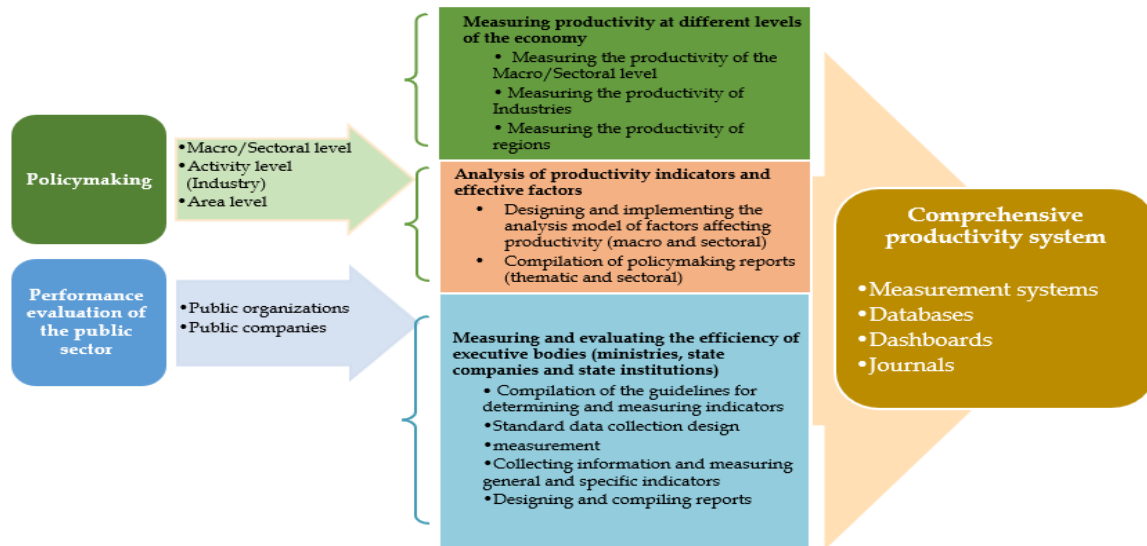 Policymaking
•Macro/Sectoral level
•Activity level
(Industry)
•Area level
Performance
evaluation of
the public
sector
•Public organizations
•Public companies
Measuring productivity at different levels
of the economy
• Measuring the productivity of the
Macro/Sectoral level
• Measuring the productivity of
Industries
• Measuring the productivity of
regions
Analysis of productivity indicators and
effective factors
• Designing and implementing the
analysis model of factors affecting
productivity (macro and sectoral)
• Compilation of policymaking reports
(thematic and sectoral)
Measuring and evaluating the efficiency of
executive bodies (ministries, state
companies and state institutions)
• Compilation of the guidelines for
determining and measuring indicators
•Standard data collection design
•measurement
•Collecting information and measuring
general and specific indicators
•Designing and compiling reports
Comprehensive
productivity system
•Measurement systems
•Databases
•Dashboards
•Journals